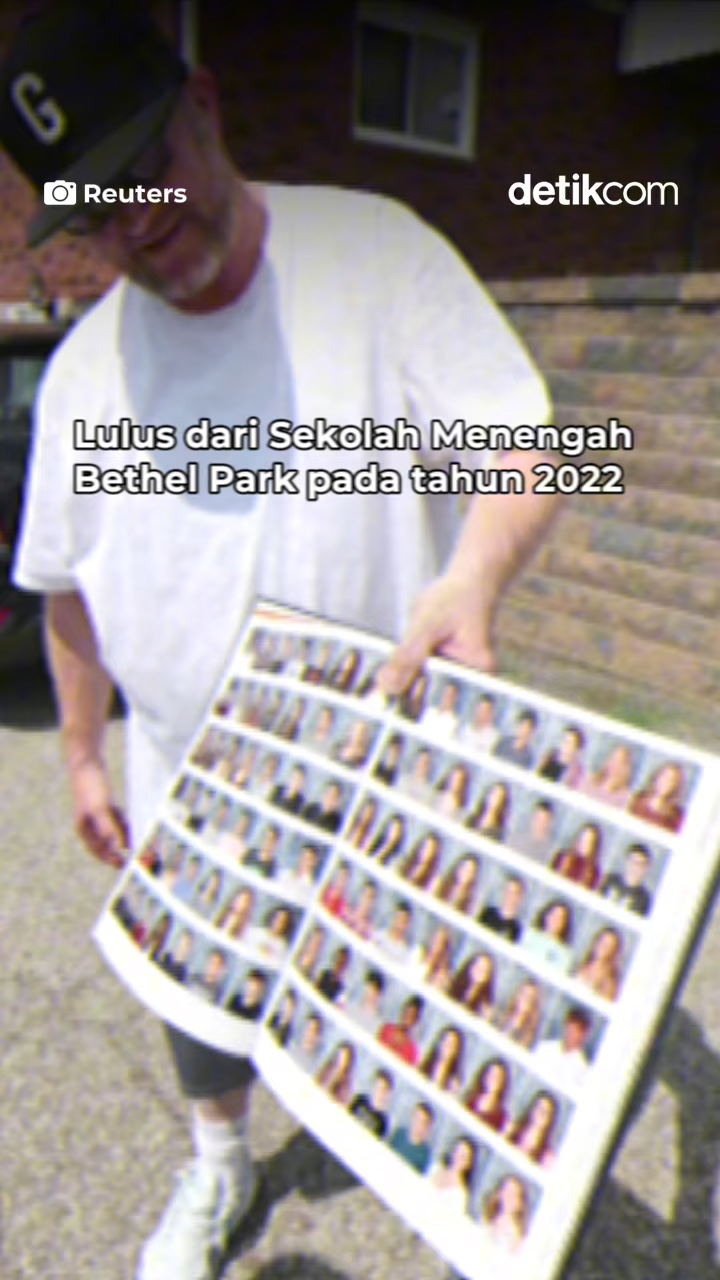 G
Reuters
detikcom
Lulus dari Sekolah Menengah
Bethel Park pada tahun 2022